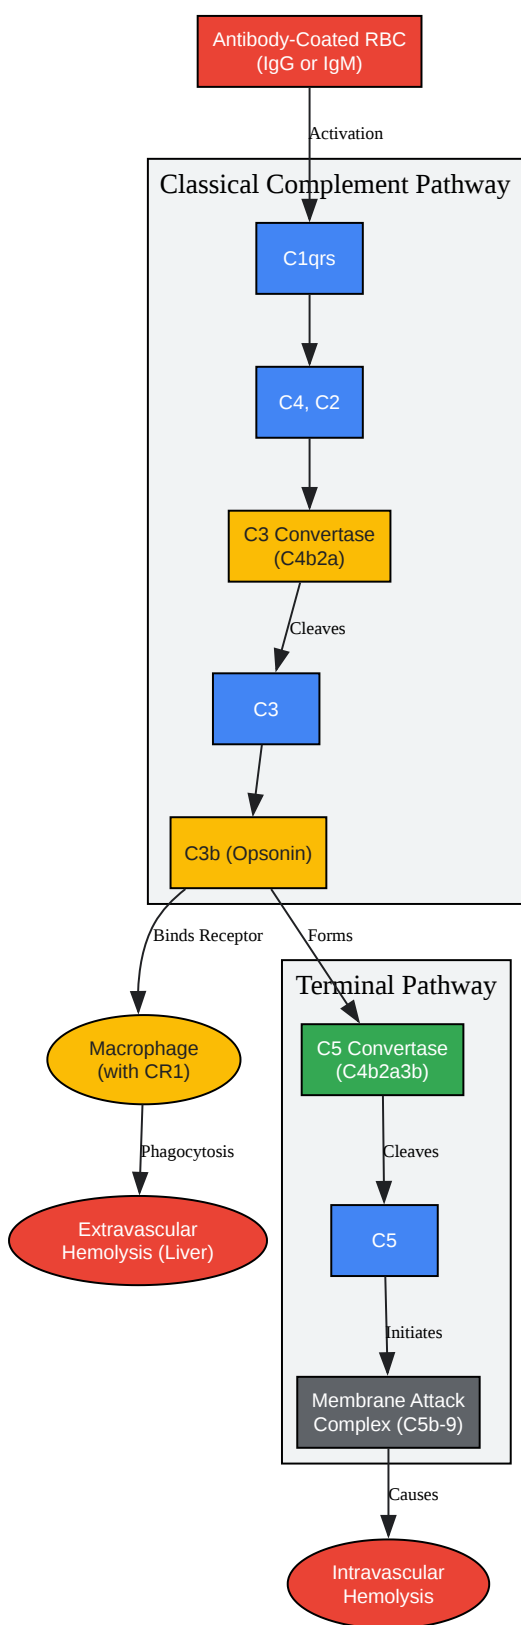 Antibody-Coated RBC
(IgG or IgM)
Activation
Classical Complement Pathway
C1qrs
C4, C2
C3 Convertase
(C4b2a)
Cleaves
C3
C3b (Opsonin)
Binds Receptor
Forms
Terminal Pathway
Macrophage
(with CR1)
C5 Convertase
(C4b2a3b)
Phagocytosis
Cleaves
Extravascular
Hemolysis (Liver)
C5
Initiates
Membrane Attack
Complex (C5b-9)
Causes
Intravascular
Hemolysis